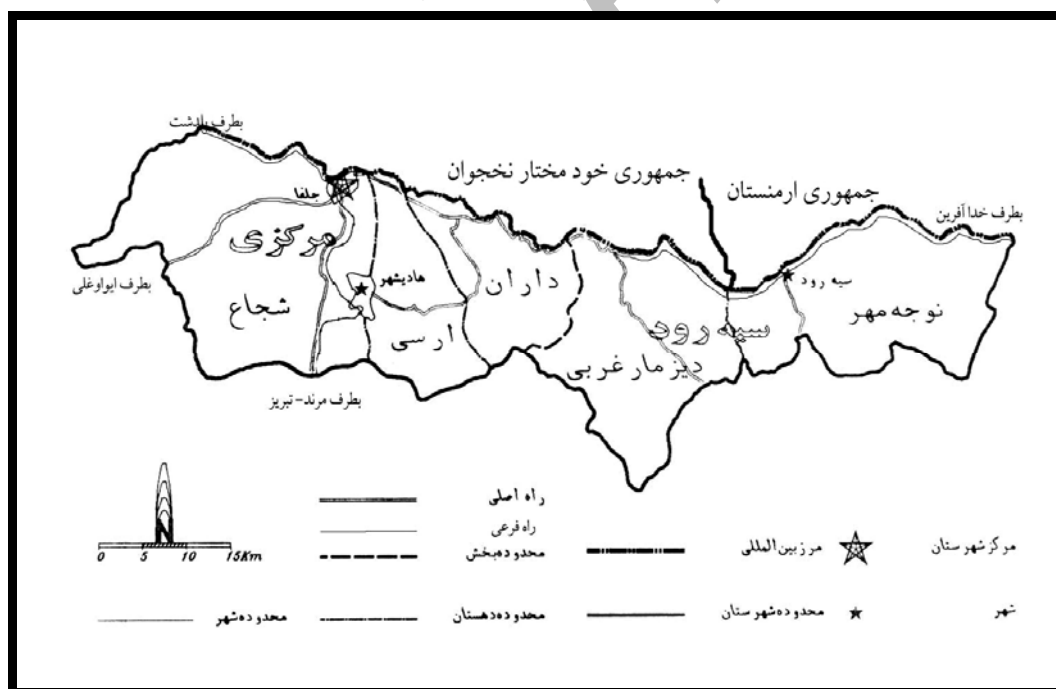 بطرف پلدشت
جمهوری خود مختار نخجوان
جمهوری ارمنستان
بطرف خدا آفرین
جلفا
مرکزی
هادیشهر
داران
سیه رود
نوجه مهر
بطرف ایواوغلی
شجاع
ارسی
سیه رود
دیزمار غربی
بطرف مرند-تبریز
راه اصلی
راه فرعی
N
0 5 10 15Km
محدوده بخش
مرز بین المللی
مرکز شهرستان
محدوده شهر
محدوده دهستان
محدوده شهرستان
شهر